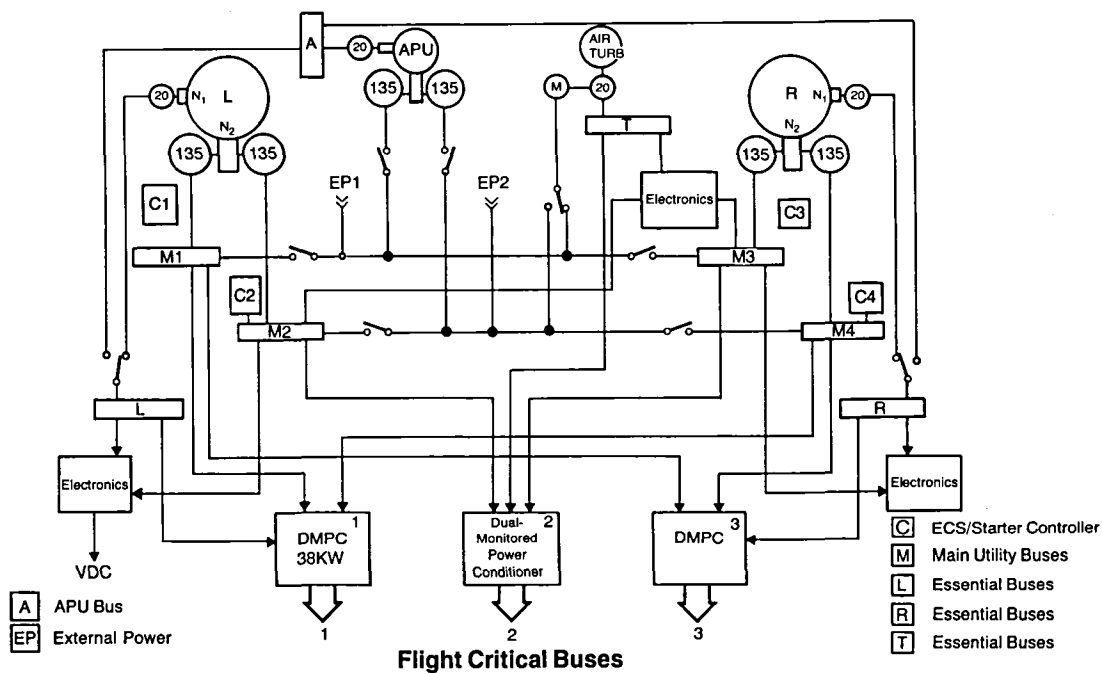 A
20
APU
AIR
TURB
135
135
M
20
20
N1
L
N2
135
135
R
N1
20
N2
135
135
T
EP1
EP2
Electronics
C1
C3
M1
M3
C2
C4
M2
M4
L
R
Electronics
Electronics
1
DMPC
38KW
2
Dual-
Monitored
Power
Conditioner
3
DMPC
VDC
A APU Bus
EP External Power
1
2
3
C ECS/Starter Controller
M Main Utility Buses
L Essential Buses
R Essential Buses
T Essential Buses
Flight Critical Buses